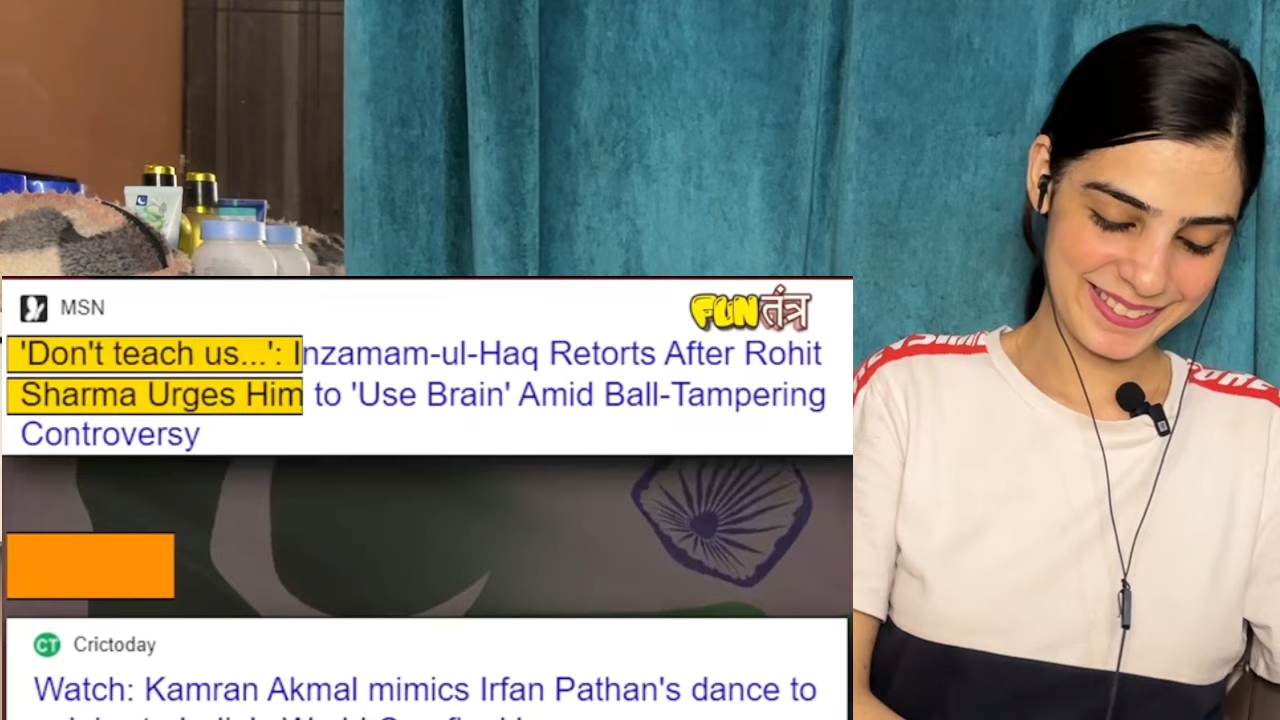 MSN
FUNतंत्र
'Don't teach us...': Inzamam-ul-Haq Retorts After Rohit
Sharma Urges Him to 'Use Brain' Amid Ball-Tampering
Controversy
CT Crictoday
Watch: Kamran Akmal mimics Irfan Pathan's dance to